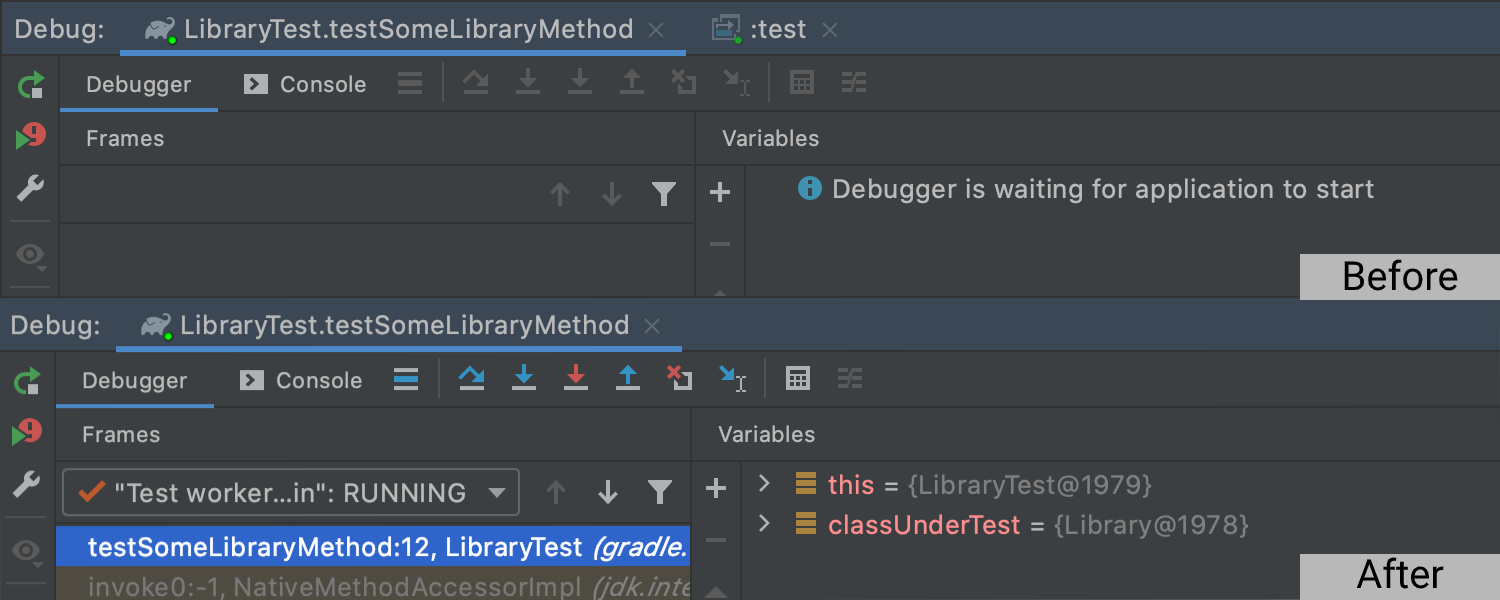 Debug: LibraryTest.testSomeLibraryMethod :test
Debugger Console
Frames Variables
Debugger is waiting for application to start
Before
Debug: LibraryTest.testSomeLibraryMethod
Debugger Console
Frames Variables
"Test worker...in": RUNNING
this = {LibraryTest@1979}
classUnderTest = {Library@1978}
testSomeLibraryMethod:12, LibraryTest (gradle.
invoke0:-1, NativeMethodAccessorImpl (jdk.inte
After